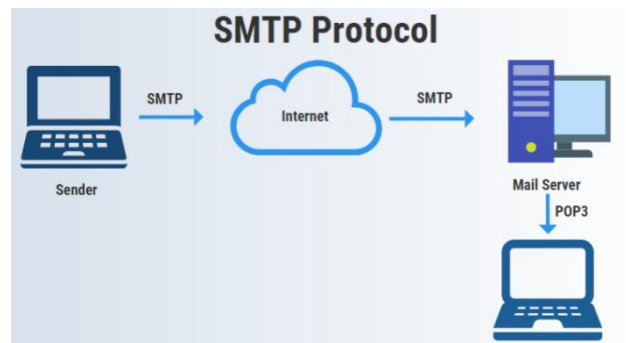 SMTP Protocol
SMTP
SMTP
Internet
Sender
Mail Server
POP3